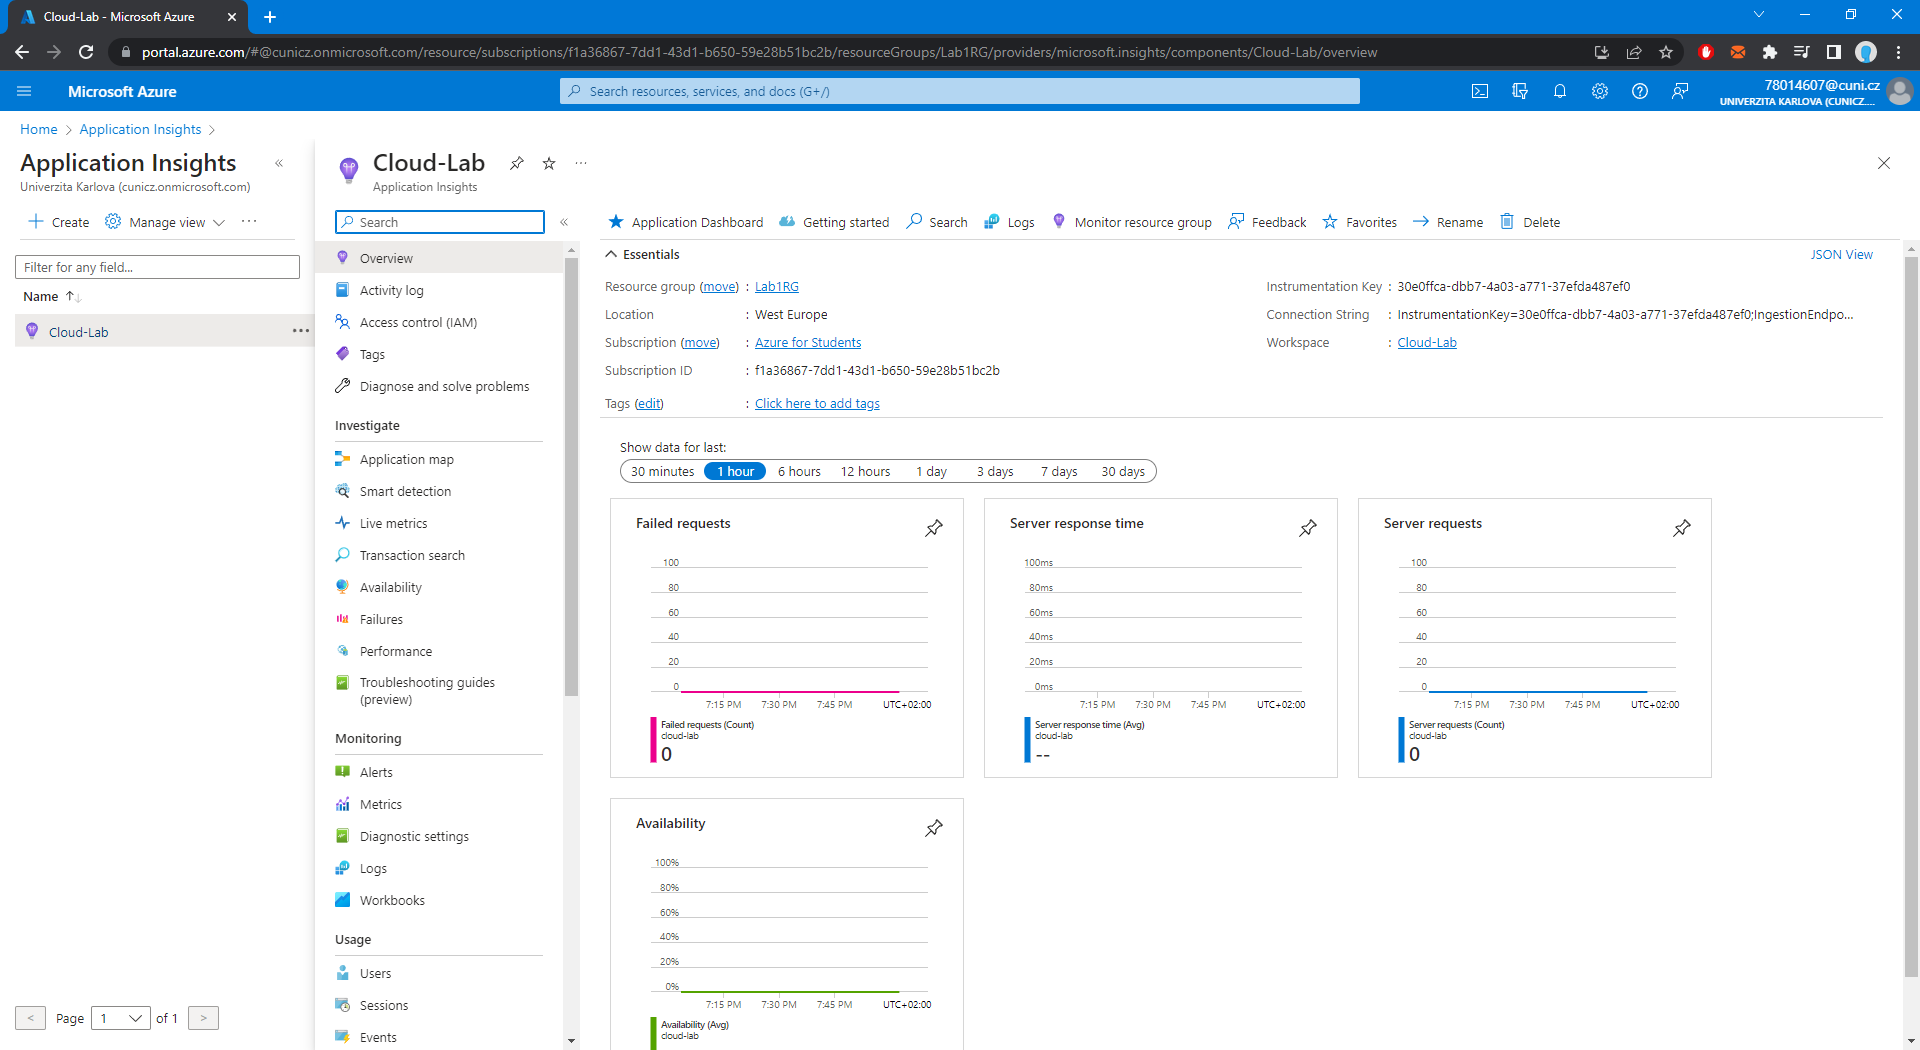 Cloud-Lab - Microsoft Azure
portal.azure.com/#@cunicz.onmicrosoft.com/resource/subscriptions/f1a36867-7dd1-43d1-b650-59e28b51bc2b/resourceGroups/Lab1RG/providers/microsoft.insights/components/Cloud-Lab/overview
Microsoft Azure
Search resources, services, and docs (G+/)
78014607@cuni.cz
UNIVERZITA KARLOVA (CUNICZ....
Home > Application Insights >
Application Insights
Univerzita Karlova (cunicz.onmicrosoft.com)
Create
Manage view
Filter for any field...
Name
Cloud-Lab
< Page 1 of 1 >
Cloud-Lab
Application Insights
Search
Overview
Activity log
Access control (IAM)
Tags
Diagnose and solve problems
Investigate
Application map
Smart detection
Live metrics
Transaction search
Availability
Failures
Performance
Troubleshooting guides
(preview)
Monitoring
Alerts
Metrics
Diagnostic settings
Logs
Workbooks
Usage
Users
Sessions
Events
Application Dashboard
Getting started
Search
Logs
Monitor resource group
Feedback
Favorites
Rename
Delete
Essentials
JSON View
Resource group (move) : Lab1RG
Location : West Europe
Subscription (move) : Azure for Students
Subscription ID : f1a36867-7dd1-43d1-b650-59e28b51bc2b
Tags (edit) : Click here to add tags
Instrumentation Key : 30e0ffca-dbb7-4a03-a771-37efda487ef0
Connection String : InstrumentationKey=30e0ffca-dbb7-4a03-a771-37efda487ef0;IngestionEndpo...
Workspace : Cloud-Lab
Show data for last:
30 minutes 1 hour 6 hours 12 hours 1 day 3 days 7 days 30 days
Failed requests
100
80
60
40
20
0
7:15 PM 7:30 PM 7:45 PM UTC+02:00
Failed requests (Count)
cloud-lab
0
Server response time
100ms
80ms
60ms
40ms
20ms
0ms
7:15 PM 7:30 PM 7:45 PM UTC+02:00
Server response time (Avg)
cloud-lab
--
Server requests
100
80
60
40
20
0
7:15 PM 7:30 PM 7:45 PM UTC+02:00
Server requests (Count)
cloud-lab
0
Availability
100%
80%
60%
40%
20%
0%
7:15 PM 7:30 PM 7:45 PM UTC+02:00
Availability (Avg)
cloud-lab